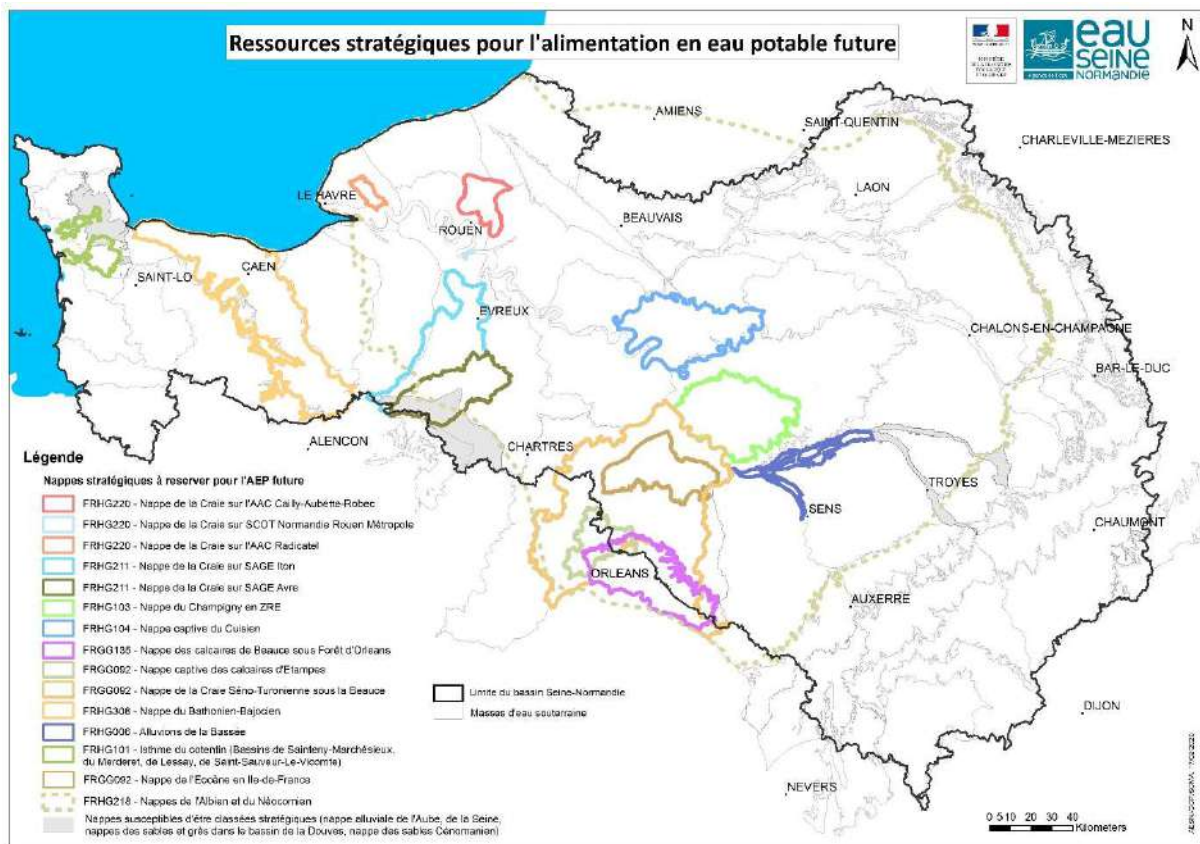 Ressources stratégiques pour l'alimentation en eau potable future
eau
SEINE
NORMANDIE
N
AMIENS
SAINT-QUENTIN
CHARLEVILLE-MEZIERES
LE HAVRE
LAON
ROUEN
BEAUVAIS
CAEN
SAINT-LO
EVREUX
CHALONS-EN-CHAMPAGNE
BAR-LE-DUC
ALENCON
CHARTRES
TROYES
SENS
CHAUMONT
ORLEANS
AUXERRE
DIJON
NEVERS
Légende
Nappes stratégiques à reserver pour l'AEP future
FRHG220 - Nappe de la Craie sur l'AAC Cailly-Aubette-Robec
FRHG220 - Nappe de la Craie sur SCOT Normandie Rouen Métropole
FRHG220 - Nappe de la Craie sur l'AAC Radicatel
FRHG211 - Nappe de la Craie sur SAGE Iton
FRHG211 - Nappe de la Craie sur SAGE Avre
FRHG103 - Nappe du Champigny en ZRE
FRHG104 - Nappe captive du Cuisien
FRGG135 - Nappe des calcaires de Beauce sous Forêt d'Orleans
FRGG092 - Nappe captive des calcaires d'Etampes
FRGG092 - Nappe de la Craie Séno-Turonienne sous la Beauce
FRHG308 - Nappe du Bathonien-Bajocien
FRHG006 - Alluvions de la Bassée
FRHG101 - Isthme du cotentin (Bassins de Sainteny-Marchésieux,
du Merderet, de Lessay, de Saint-Sauveur-Le-Vicomte)
FRGG092 - Nappe de l'Eocène en Ile-de-France
FRHG218 - Nappes de l'Albien et du Néocomien
Nappes susceptibles d'être classées stratégiques (nappe alluviale de l'Aube, de la Seine,
nappes des sables et grès dans le bassin de la Douves, nappe des sables Cénomanien)
Limite du bassin Seine-Normandie
Masses d'eau souterraine
0 5 10 20 30 40
Kilometers